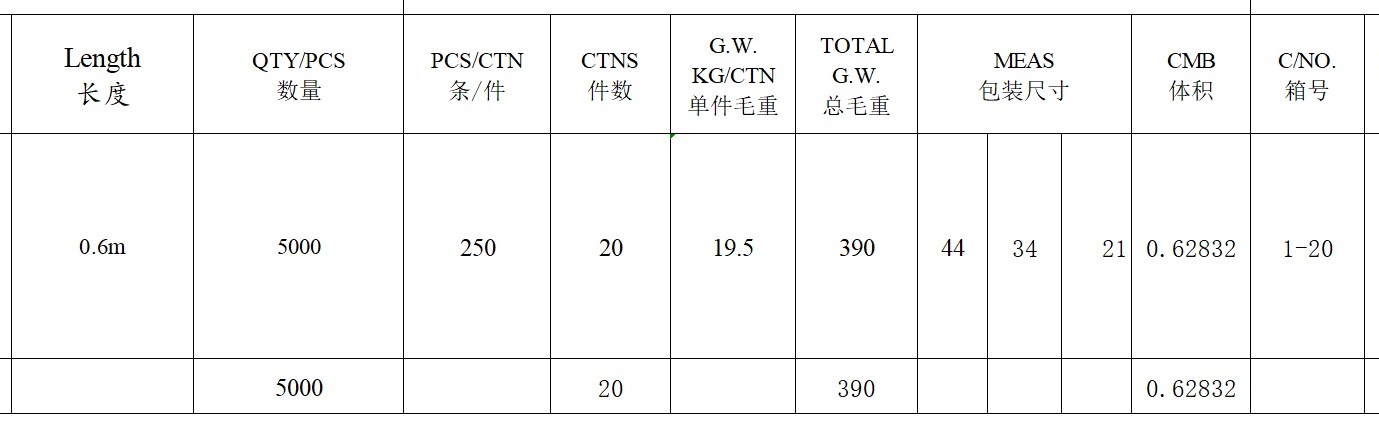 Length
长度
QTY/PCS
数量
PCS/CTN
条/件
CTNS
件数
G.W.
KG/CTN
单件毛重
TOTAL
G.W.
总毛重
MEAS
包装尺寸
CMB
体积
C/NO.
箱号
0.6m
5000
250
20
19.5
390
44
34
21
0.62832
1-20
5000
20
390
0.62832